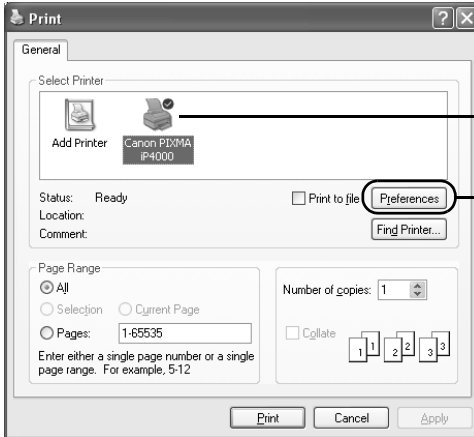 Print
General
Select Printer
Add Printer
Canon PIXMA
iP4000
Status: Ready
Location:
Comment:
Print to file
Preferences
Find Printer...
Page Range
All
Selection
Current Page
Pages: 1-65535
Enter either a single page number or a single
page range. For example, 5-12
Number of copies: 1
Collate
1 1 2 2 3 3
Print
Cancel
Apply